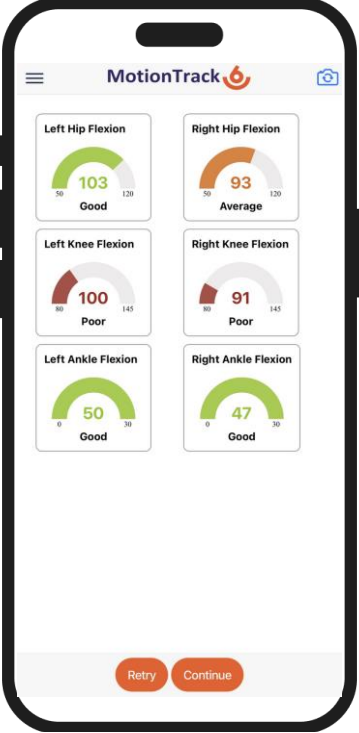 MotionTrack
Left Hip Flexion
103
50 120
Good
Right Hip Flexion
93
50 120
Average
Left Knee Flexion
100
80 145
Poor
Right Knee Flexion
91
80 145
Poor
Left Ankle Flexion
50
0 30
Good
Right Ankle Flexion
47
0 30
Good
Retry
Continue